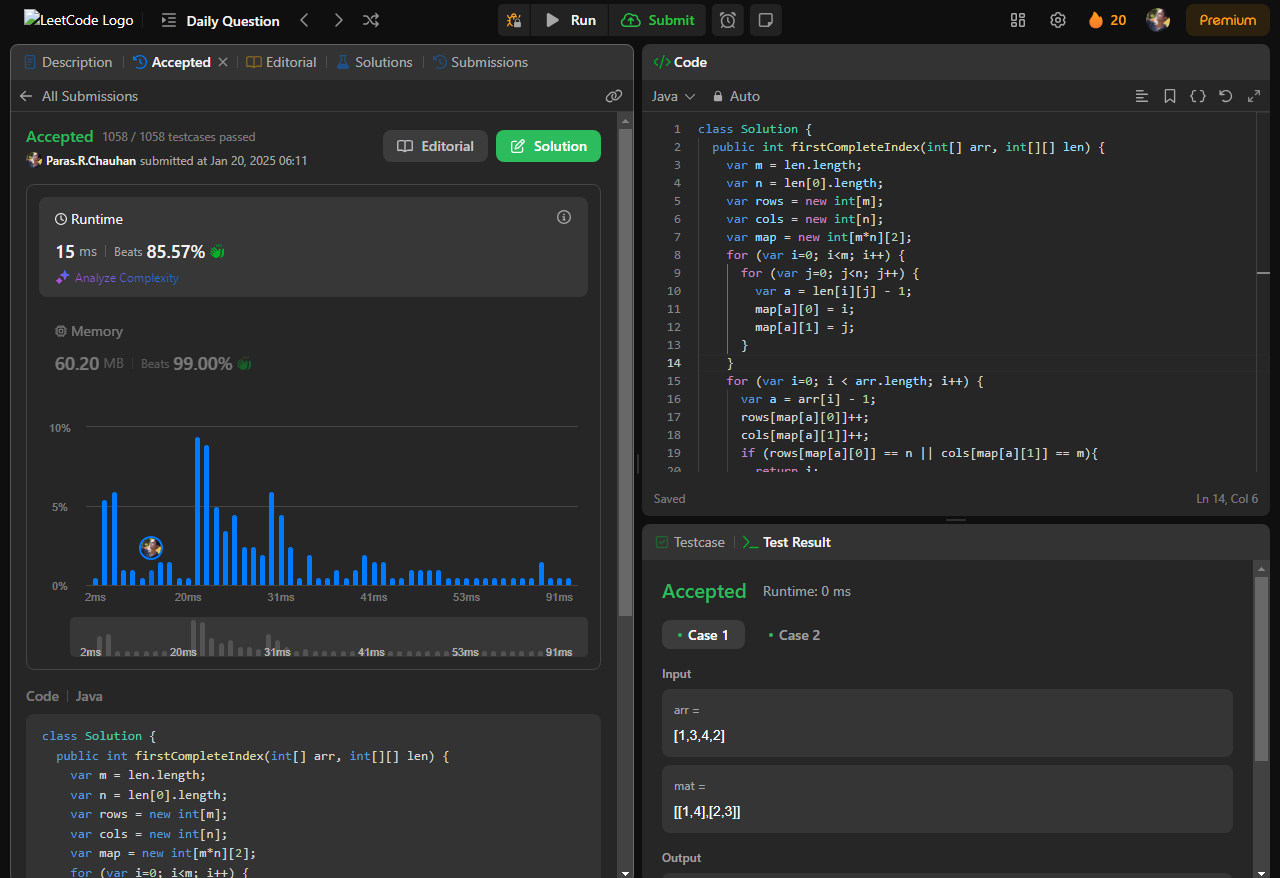 LeetCode Logo
Daily Question
Run
Submit
20
Premium
Description
Accepted
Editorial
Solutions
Submissions
All Submissions
Accepted 1058 / 1058 testcases passed
Paras.R.Chauhan submitted at Jan 20, 2025 06:11
Editorial
Solution
Runtime
15 ms Beats 85.57%
Analyze Complexity
Memory
60.20 MB Beats 99.00%
10%
5%
0%
2ms 20ms 31ms 41ms 53ms 91ms
2ms 20ms 31ms 41ms 53ms 91ms
Code Java
class Solution {
public int firstCompleteIndex(int[] arr, int[][] len) {
var m = len.length;
var n = len[0].length;
var rows = new int[m];
var cols = new int[n];
var map = new int[m*n][2];
for (var i=0; i<m; i++) {
</> Code
Java Auto
1 class Solution {
2 public int firstCompleteIndex(int[] arr, int[][] len) {
3 var m = len.length;
4 var n = len[0].length;
5 var rows = new int[m];
6 var cols = new int[n];
7 var map = new int[m*n][2];
8 for (var i=0; i<m; i++) {
9 for (var j=0; j<n; j++) {
10 var a = len[i][j] - 1;
11 map[a][0] = i;
12 map[a][1] = j;
13 }
14 }
15 for (var i=0; i < arr.length; i++) {
16 var a = arr[i] - 1;
17 rows[map[a][0]]++;
18 cols[map[a][1]]++;
19 if (rows[map[a][0]] == n || cols[map[a][1]] == m){
20 return i;
Saved
Ln 14, Col 6
Testcase
Test Result
Accepted Runtime: 0 ms
Case 1
Case 2
Input
arr =
[1,3,4,2]
mat =
[[1,4],[2,3]]
Output